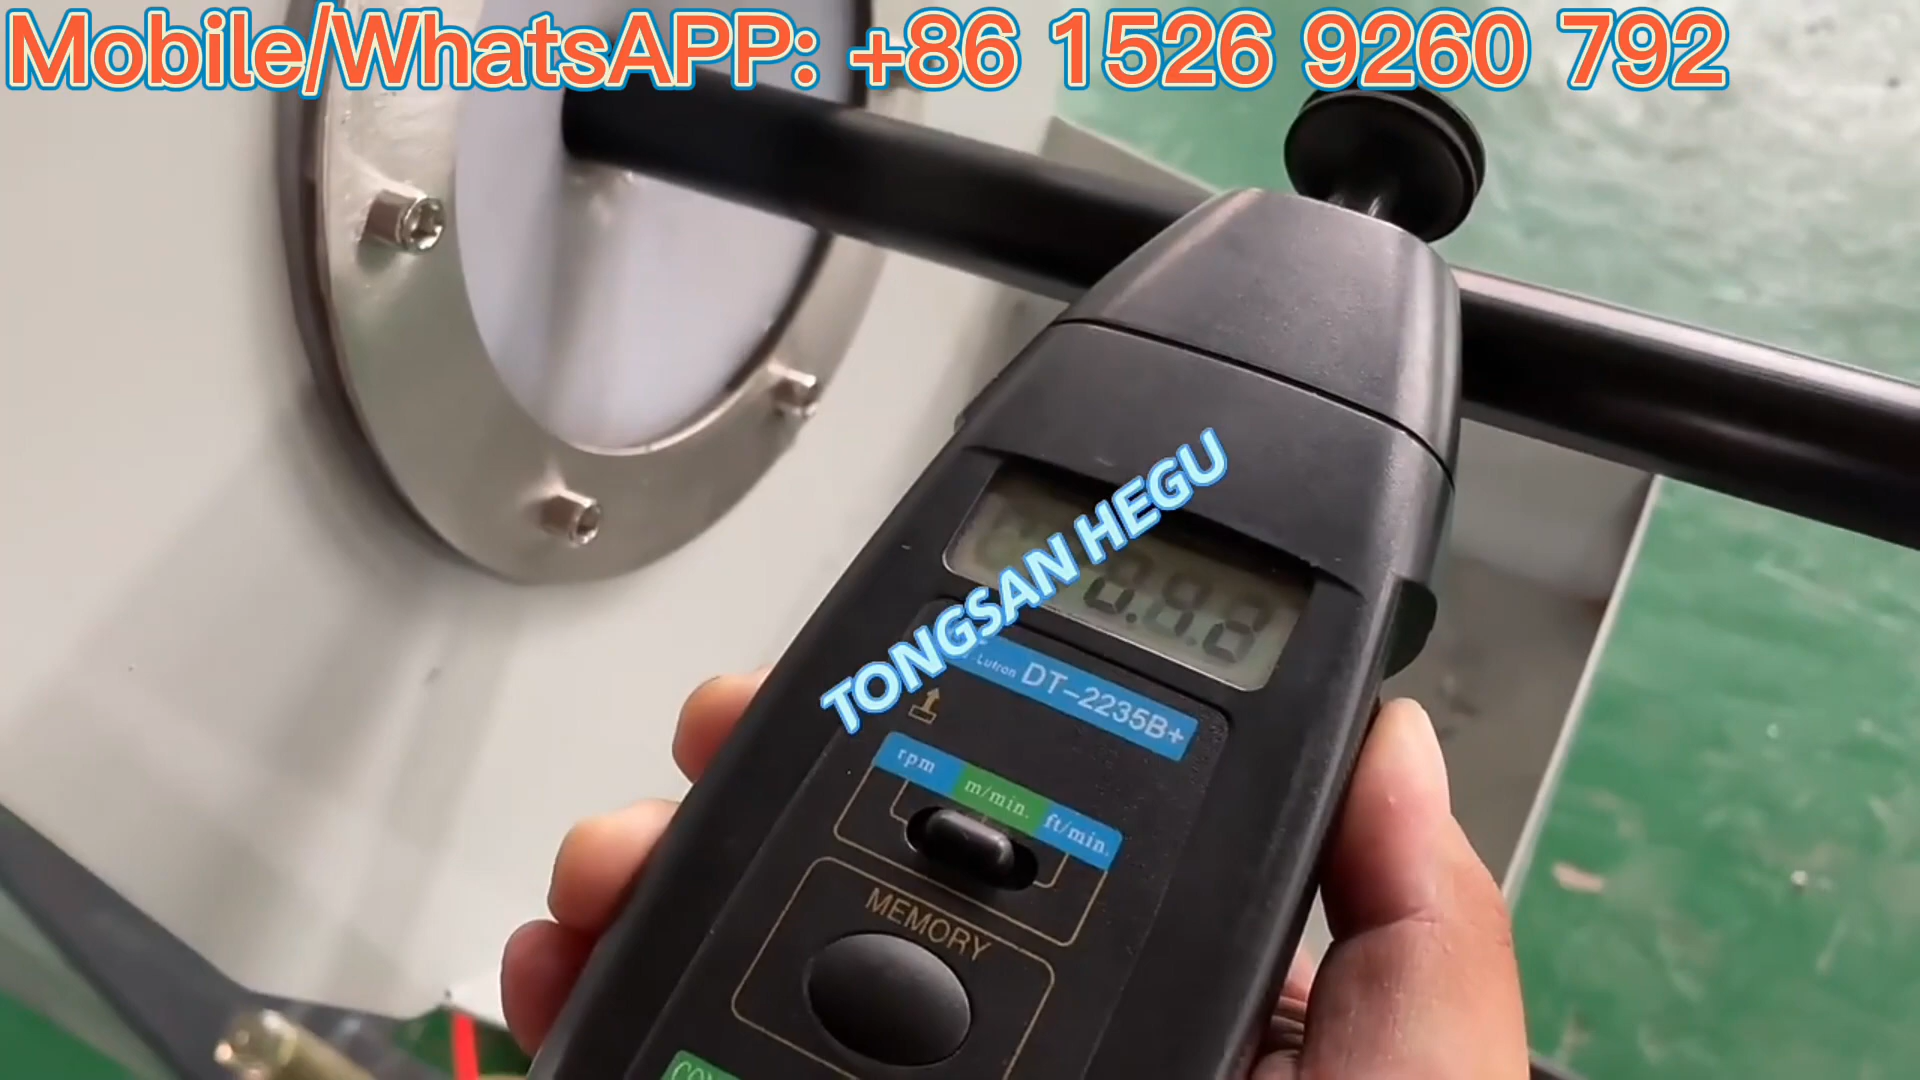 Mobile/WhatsAPP: +86 1526 9260 792
TONGSAN HEGU
Lutron DT-2235B+
rpm
m/min.
ft/min.
MEMORY